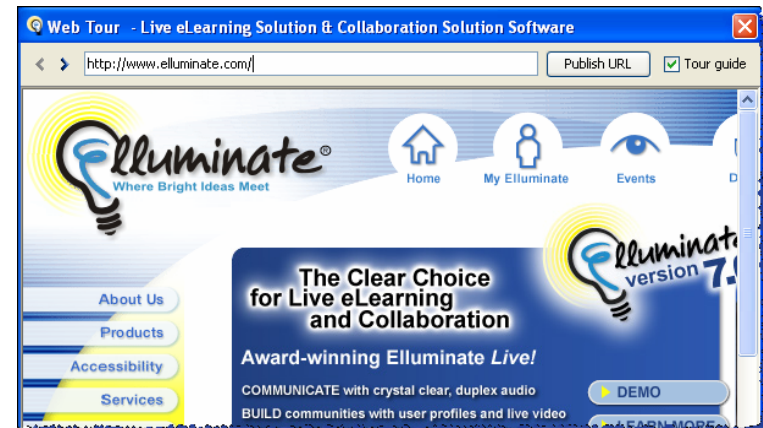 Web Tour - Live eLearning Solution & Collaboration Solution Software
http://www.elluminate.com/
Publish URL
Tour guide
Elluminate®
Where Bright Ideas Meet
Home
My Elluminate
Events
D
Elluminate
version 7.
About Us
Products
Accessibility
Services
The Clear Choice
for Live eLearning
and Collaboration
Award-winning Elluminate Live!
COMMUNICATE with crystal clear, duplex audio
BUILD communities with user profiles and live video
DEMO
LEARN MORE